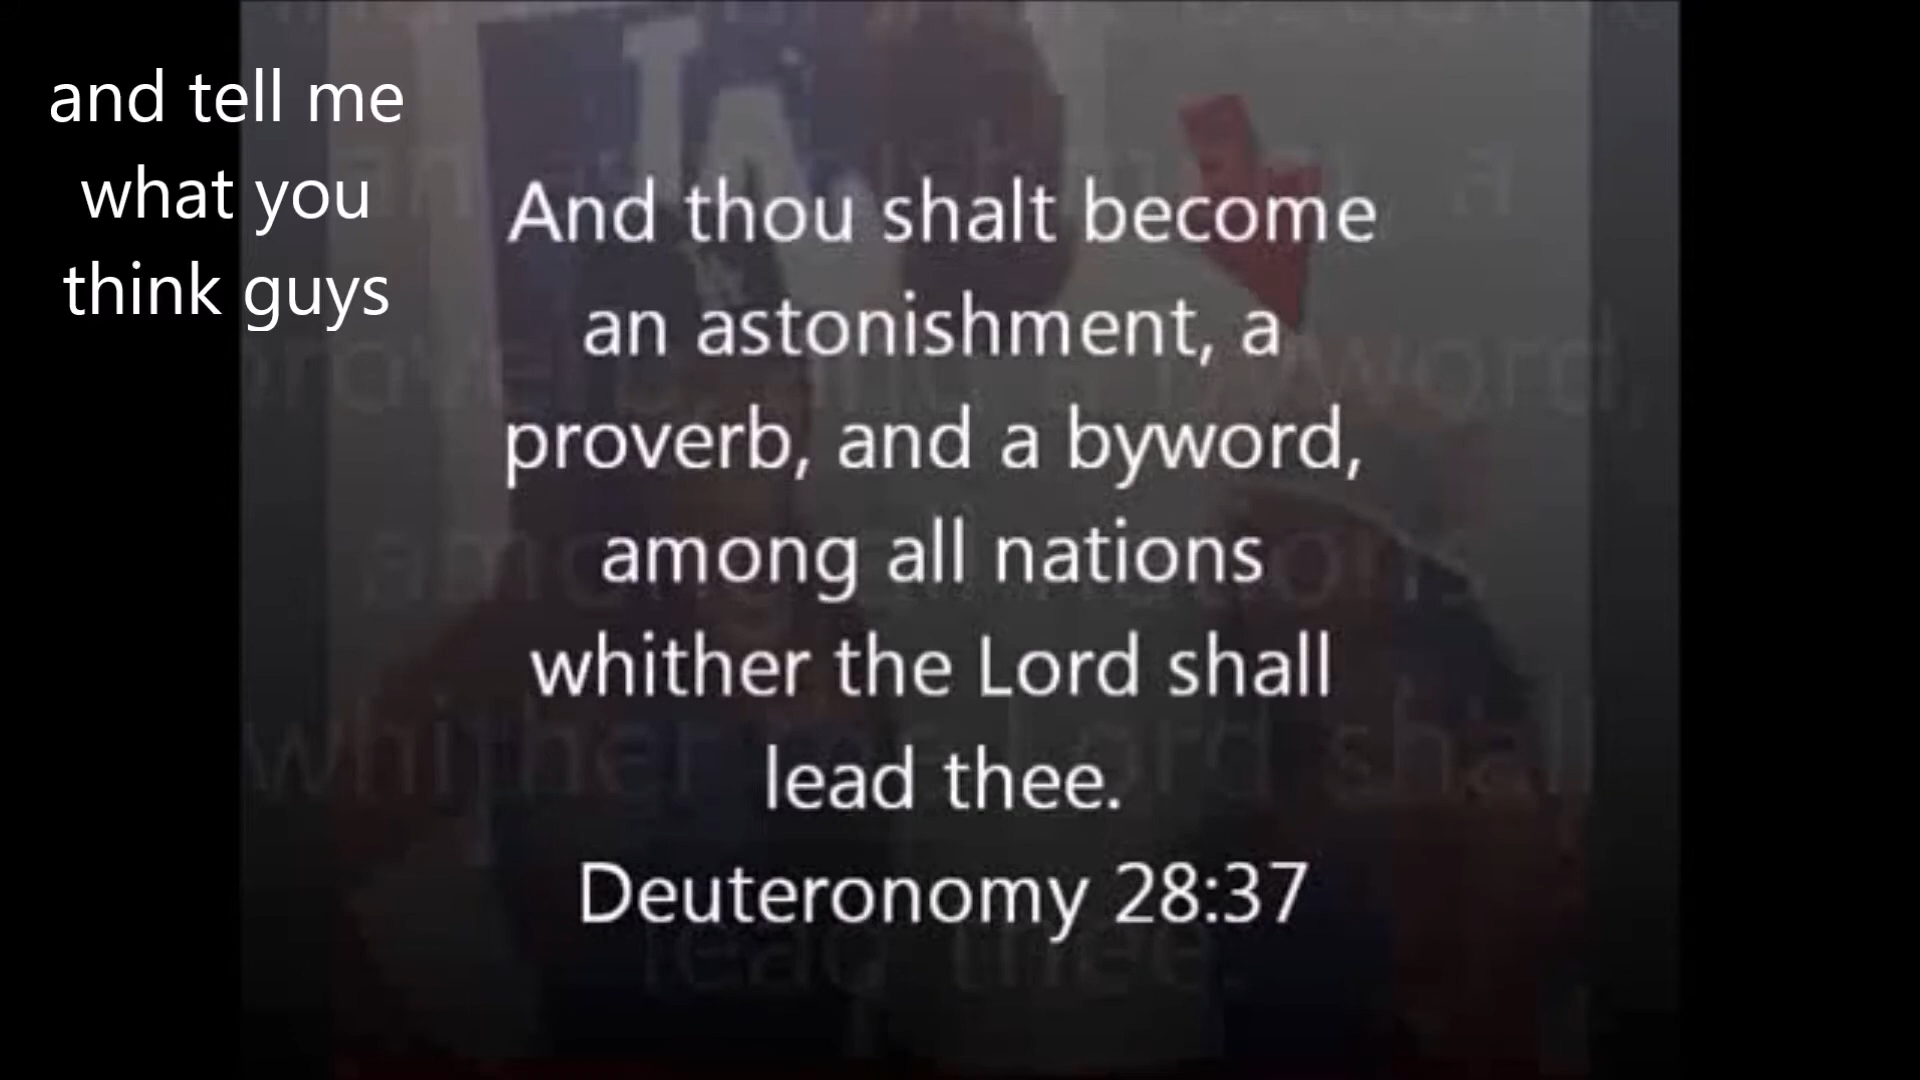 and tell me
what you
think guys
And thou shalt become
an astonishment, a
proverb, and a byword,
among all nations
whither the Lord shall
lead thee.
Deuteronomy 28:37